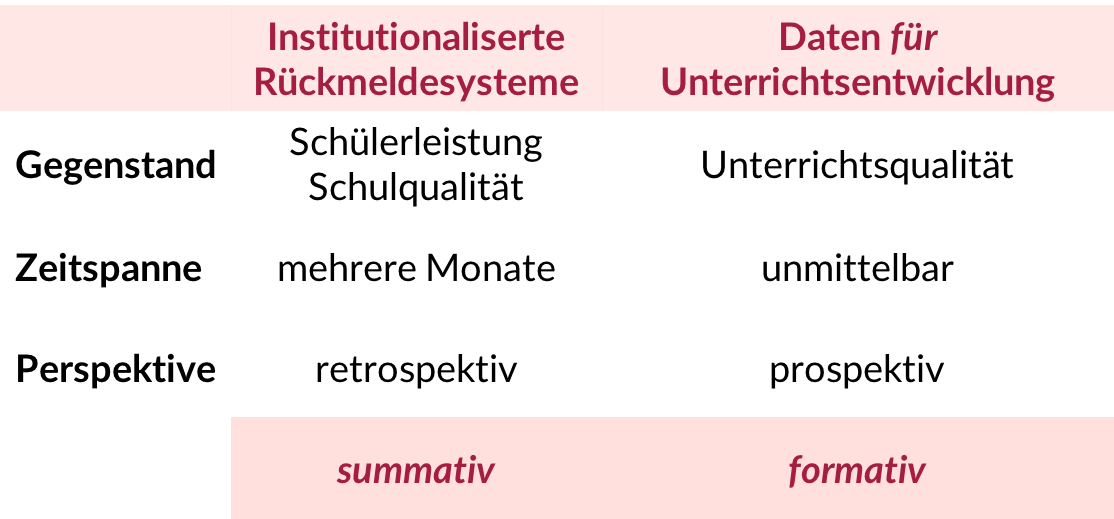 Institutionaliserte
Rückmeldesysteme
Daten für
Unterrichtsentwicklung
Gegenstand
Schülerleistung
Schulqualität
Unterrichtsqualität
Zeitspanne
mehrere Monate
unmittelbar
Perspektive
retrospektiv
prospektiv
summativ
formativ